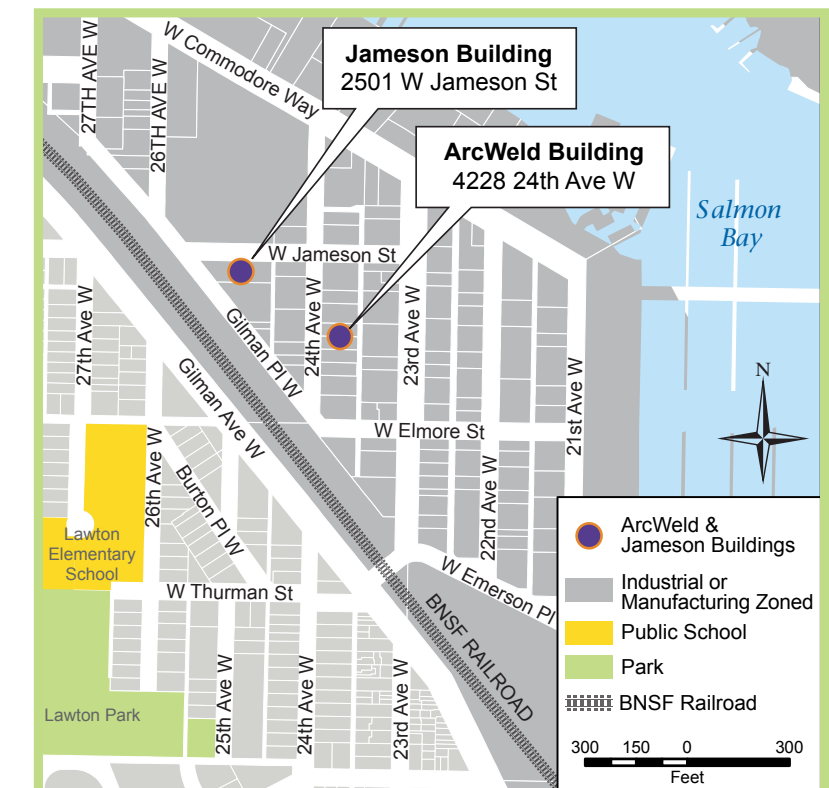 27TH AVE W
26TH AVE W
W Commodore Way
Jameson Building
2501 W Jameson St
ArcWeld Building
4228 24th Ave W
Salmon
Bay
W Jameson St
27th Ave W
Gilman Pl W
Gilman Ave W
24th Ave W
23rd Ave W
21st Ave W
N
W Elmore St
26th Ave W
Burton Pl W
22nd Ave W
Lawton
Elementary
School
W Thurman St
W Emerson Pl
BNSF RAILROAD
Lawton Park
25th Ave W
24th Ave W
23rd Ave W
ArcWeld &
Jameson Buildings
Industrial or
Manufacturing Zoned
Public School
Park
BNSF Railroad
300 150 0 300
Feet